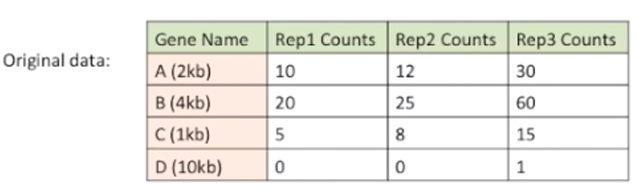 Original data:
Gene Name Rep1 Counts Rep2 Counts Rep3 Counts
A (2kb) 10 12 30
B (4kb) 20 25 60
C (1kb) 5 8 15
D (10kb) 0 0 1